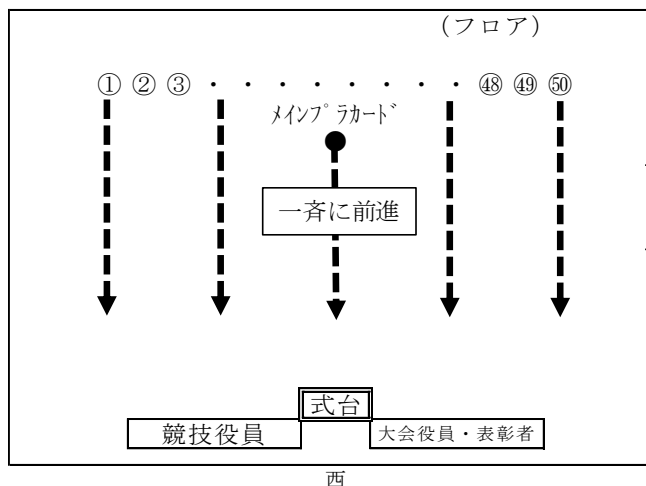 (フロア)
① ② ③ ・ ・ ・ ・ ・ ・ ・ ・ ㊽ ㊾ ㊿
ﾒｲﾝﾌﾟﾗｶｰﾄﾞ
一斉に前進
式台
競技役員
大会役員・表彰者
西